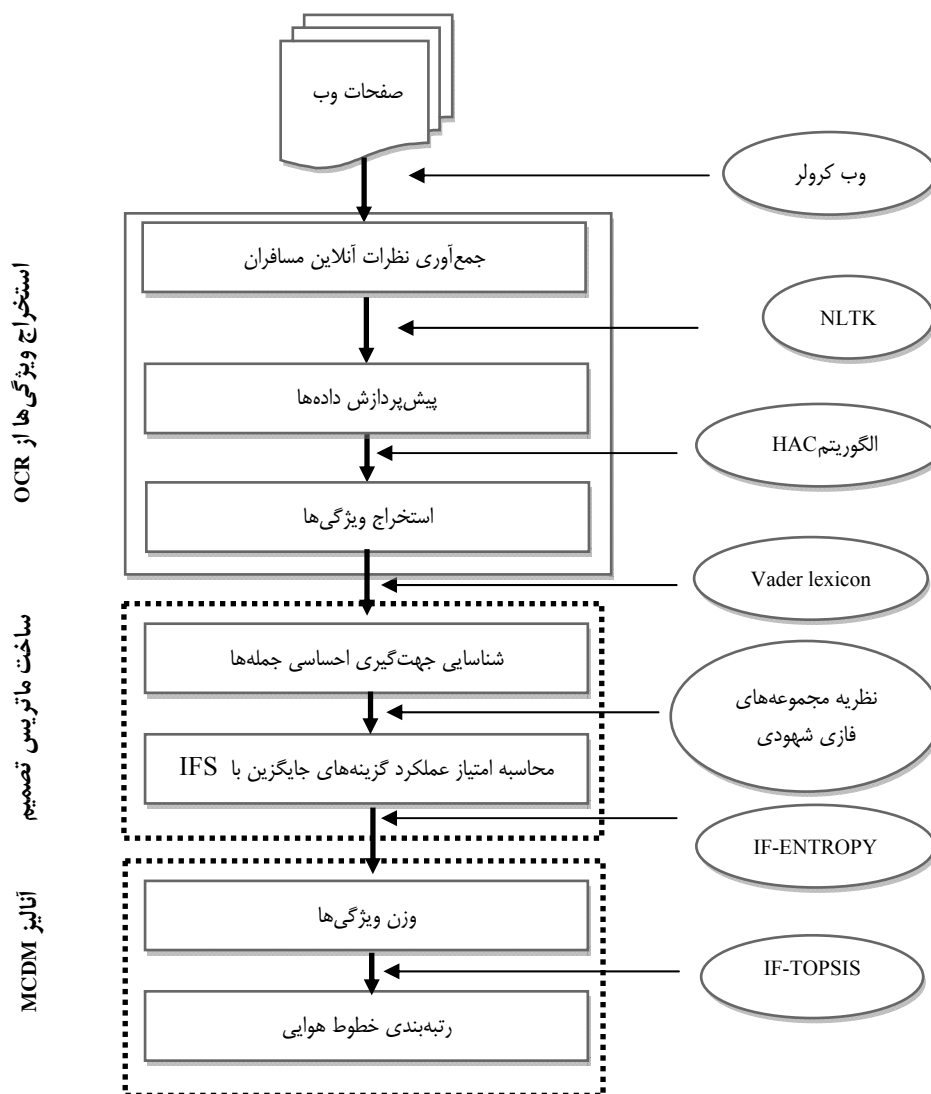 صفحات وب
وب کرولر
جمع‌آوری نظرات آنلاین مسافران
NLTK
پیش‌پردازش داده‌ها
الگوریتمHAC
استخراج ویژگی‌ها
استخراج ویژگی‌ها از OCR
Vader lexicon
شناسایی جهت‌گیری احساسی جمله‌ها
نظریه مجموعه‌های
فازی شهودی
محاسبه امتیاز عملکرد گزینه‌های جایگزین با IFS
ساخت ماتریس تصمیم
IF-ENTROPY
وزن ویژگی‌ها
IF-TOPSIS
رتبه‌بندی خطوط هوایی
آنالیز MCDM